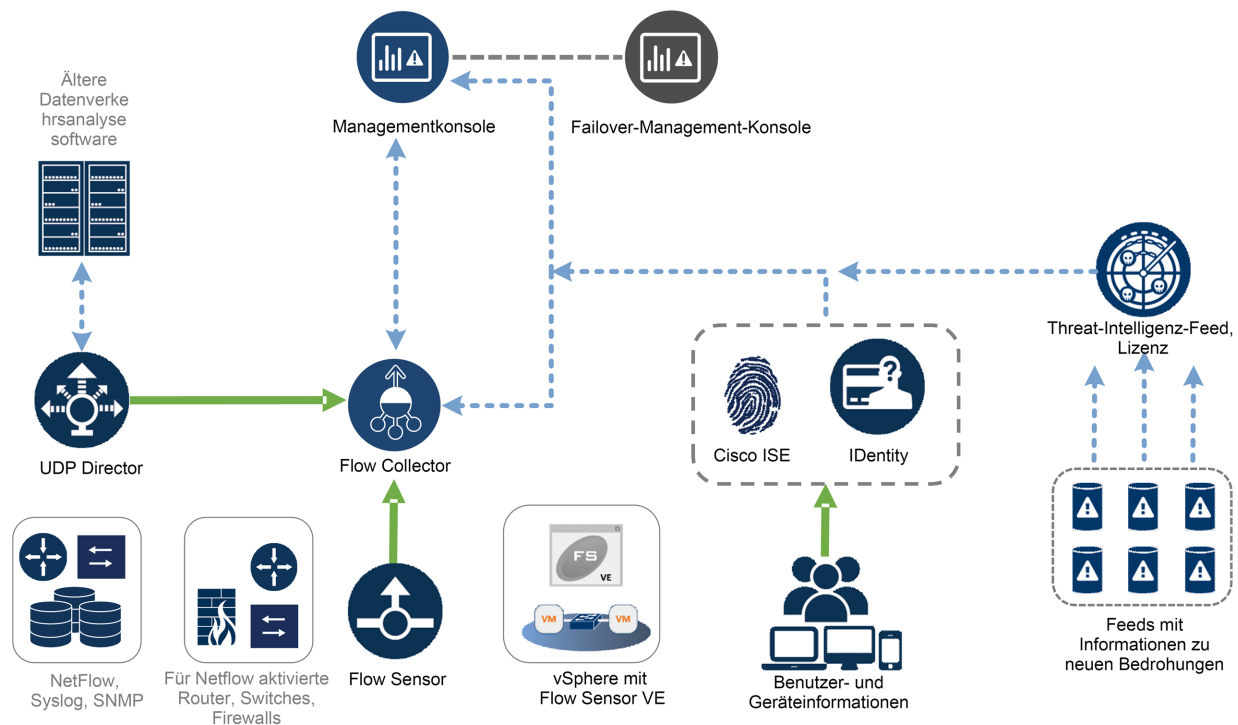 Ältere
Datenverke
hrsanalyse
software
Managementkonsole
Failover-Management-Konsole
Threat-Intelligenz-Feed,
Lizenz
UDP Director
Flow Collector
Cisco ISE
IDentity
FS
VE
VM
VM
NetFlow,
Syslog, SNMP
Für Netflow aktivierte
Router, Switches,
Firewalls
Flow Sensor
vSphere mit
Flow Sensor VE
Benutzer- und
Geräteinformationen
Feeds mit
Informationen zu
neuen Bedrohungen